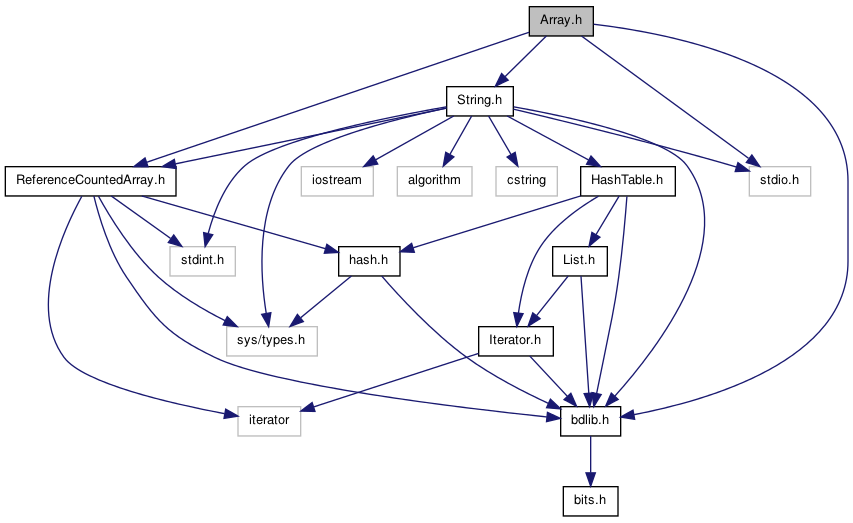 Array.h
String.h
ReferenceCountedArray.h
iostream
algorithm
cstring
HashTable.h
stdio.h
stdint.h
hash.h
List.h
sys/types.h
Iterator.h
iterator
bdlib.h
bits.h